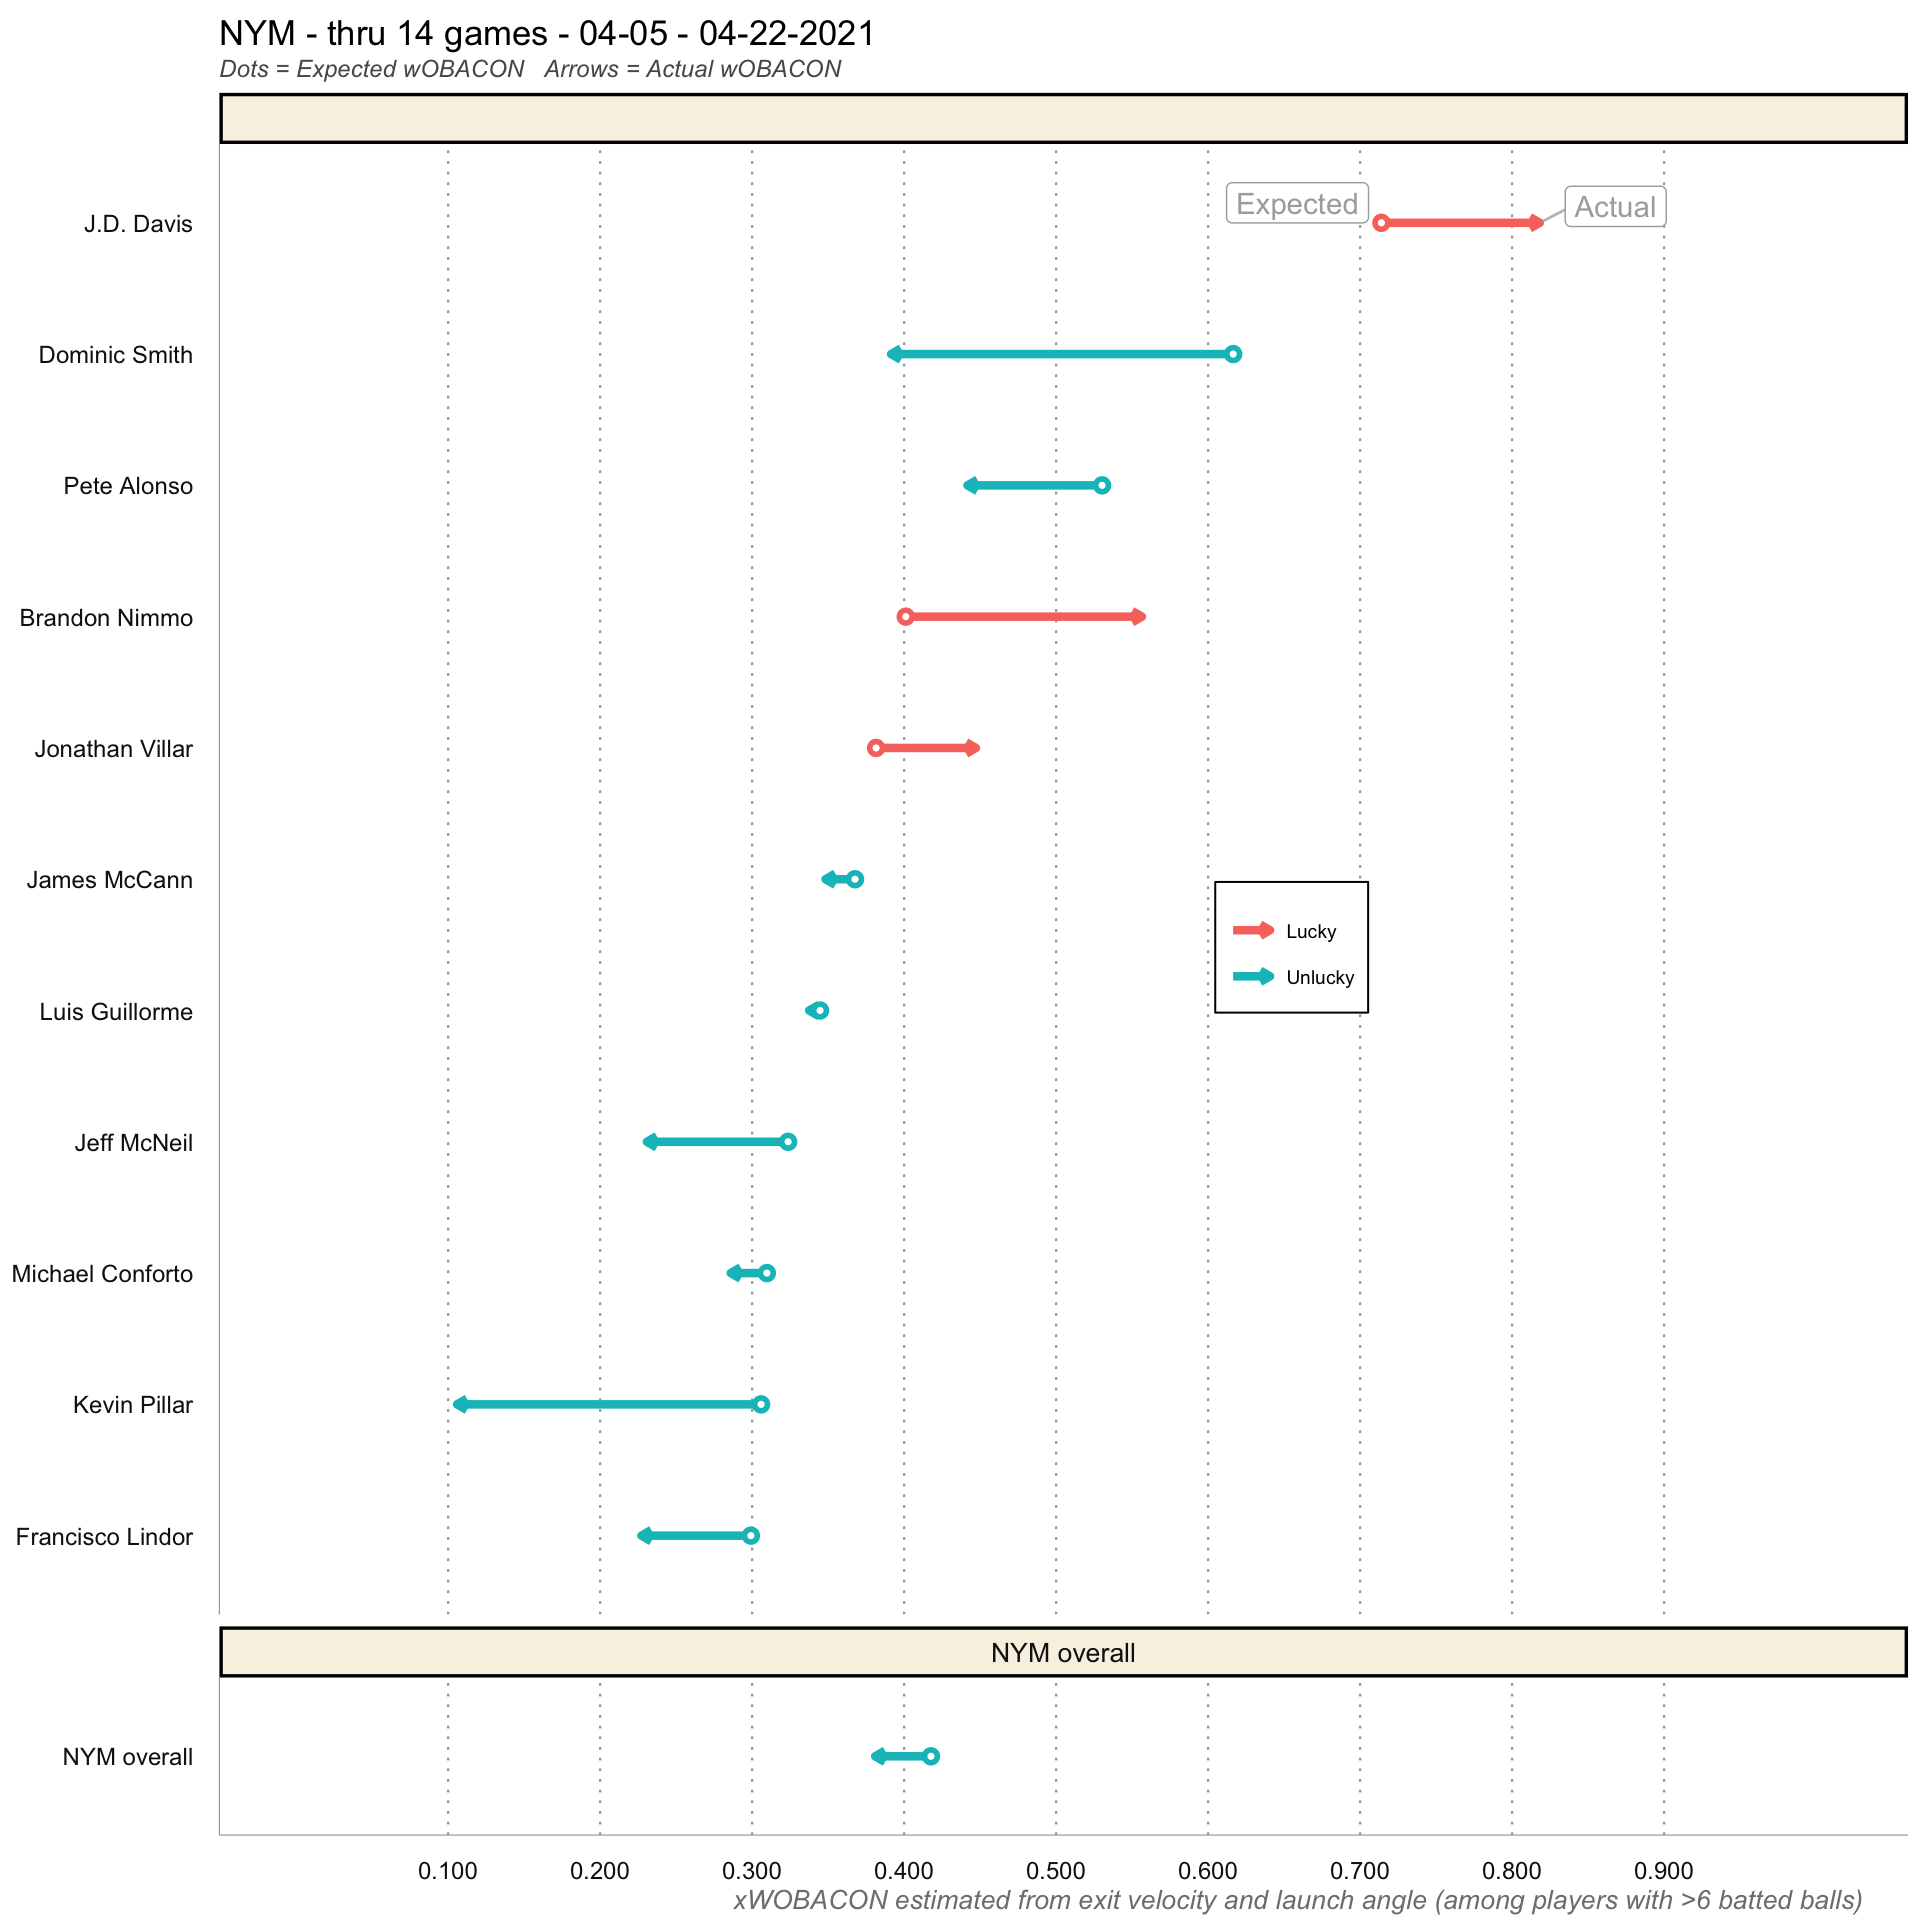 NYM - thru 14 games - 04-05 - 04-22-2021
Dots = Expected wOBACON   Arrows = Actual wOBACON
Expected
Actual
J.D. Davis
Dominic Smith
Pete Alonso
Brandon Nimmo
Jonathan Villar
James McCann
Lucky
Unlucky
Luis Guillorme
Jeff McNeil
Michael Conforto
Kevin Pillar
Francisco Lindor
NYM overall
NYM overall
0.100 0.200 0.300 0.400 0.500 0.600 0.700 0.800 0.900
xWOBACON estimated from exit velocity and launch angle (among players with >6 batted balls)